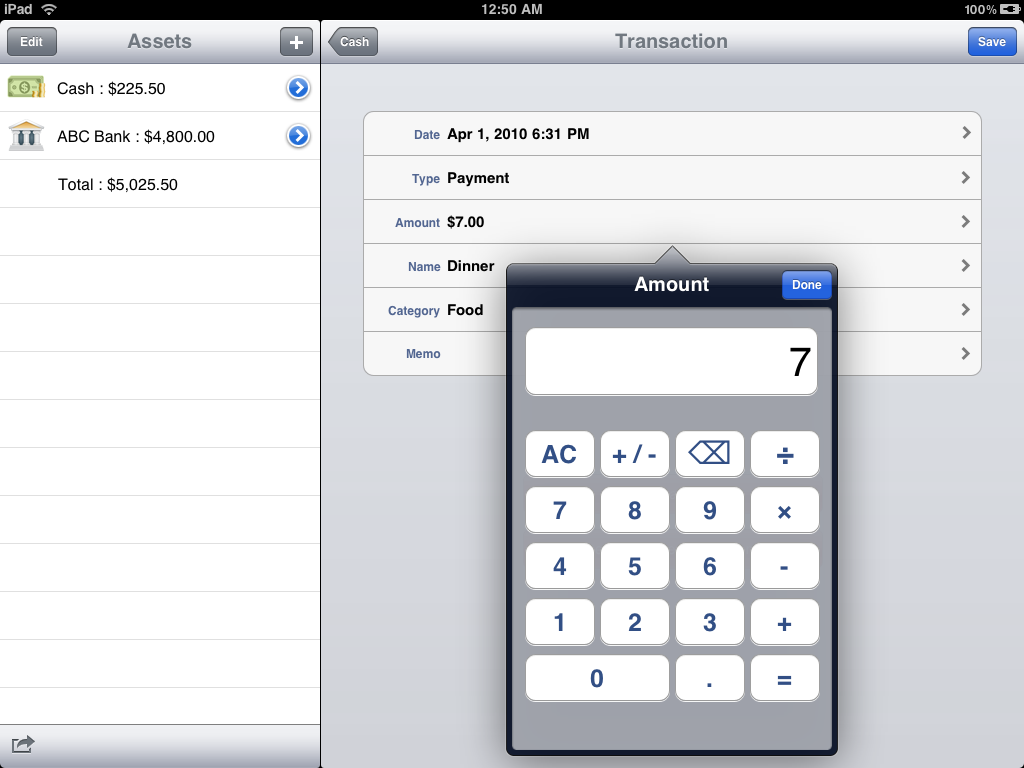 iPad 12:50 AM 100%
Edit Assets +
Cash : $225.50
ABC Bank : $4,800.00
Total : $5,025.50
Cash Transaction Save
Date Apr 1, 2010 6:31 PM
Type Payment
Amount $7.00
Name Dinner
Category Food
Memo
Amount Done
7
AC + / - ⌫ ÷
7 8 9 ×
4 5 6 -
1 2 3 +
0 . =